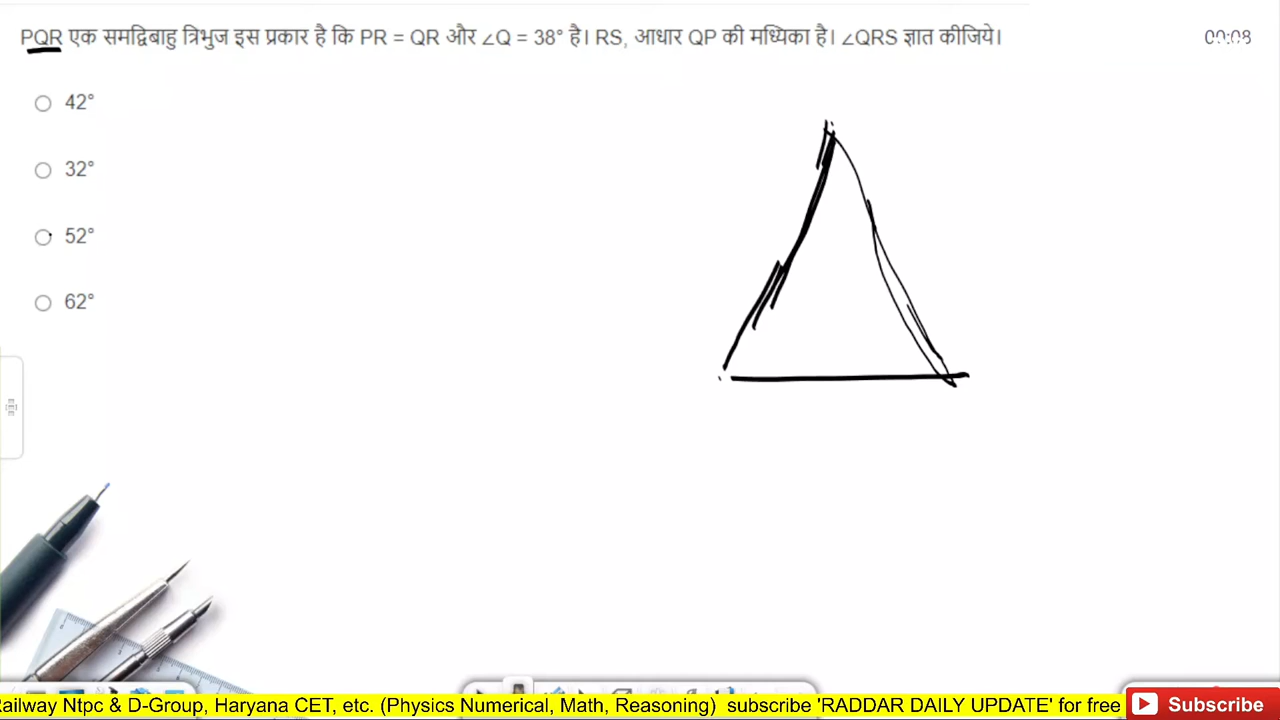 PQR एक समद्विबाहु त्रिभुज इस प्रकार है कि PR = QR और ∠Q = 38° है। RS, आधार QP की मध्यिका है। ∠QRS ज्ञात कीजिये।
00:08
42°
32°
52°
62°
Railway Ntpc & D-Group, Haryana CET, etc. (Physics Numerical, Math, Reasoning) subscribe 'RADDAR DAILY UPDATE' for free
Subscribe